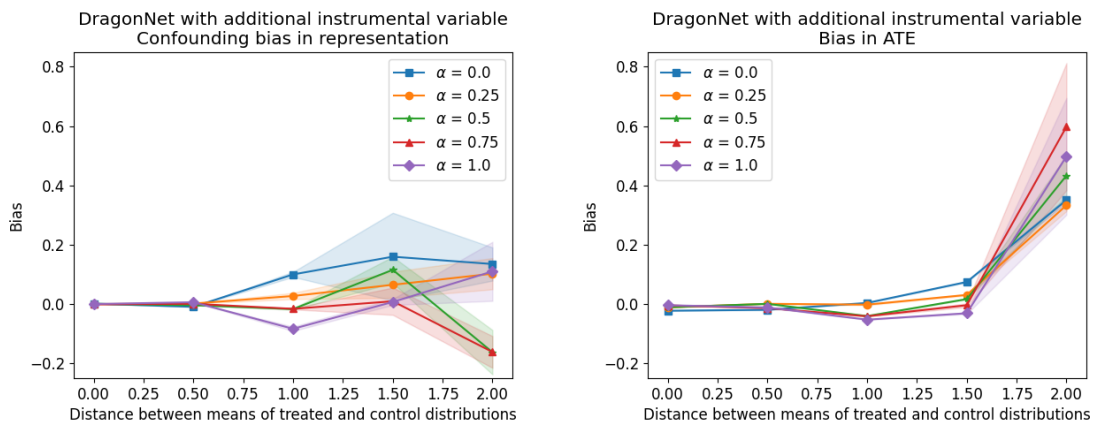 DragonNet with additional instrumental variable
Confounding bias in representation
Bias
0.8
0.6
0.4
0.2
0.0
−0.2
α = 0.0
α = 0.25
α = 0.5
α = 0.75
α = 1.0
0.00 0.25 0.50 0.75 1.00 1.25 1.50 1.75 2.00
Distance between means of treated and control distributions
DragonNet with additional instrumental variable
Bias in ATE
Bias
0.8
0.6
0.4
0.2
0.0
−0.2
α = 0.0
α = 0.25
α = 0.5
α = 0.75
α = 1.0
0.00 0.25 0.50 0.75 1.00 1.25 1.50 1.75 2.00
Distance between means of treated and control distributions